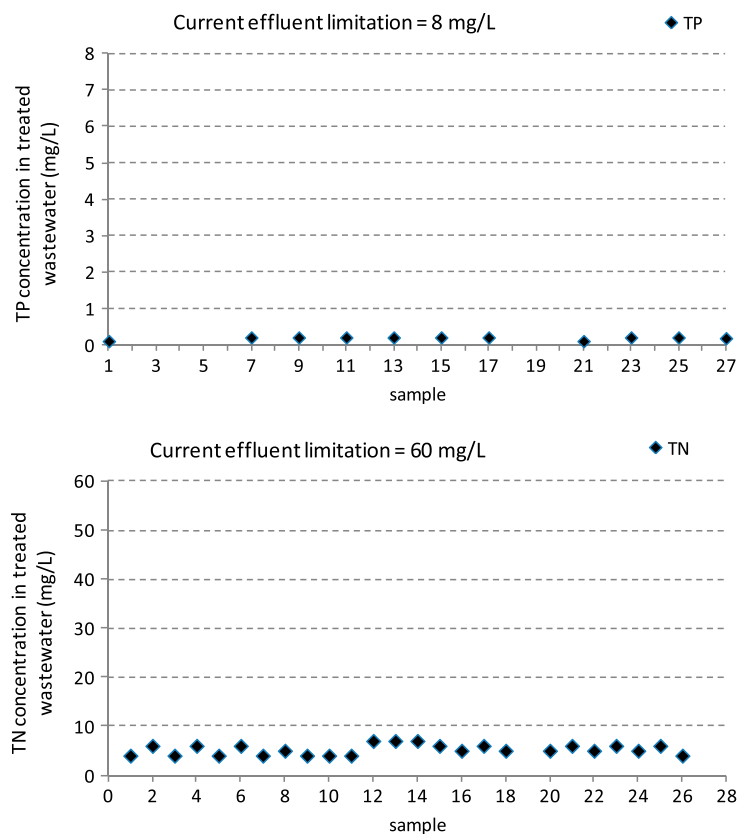 Current effluent limitation = 8 mg/L
TP
TP concentration in treated
wastewater (mg/L)
8
7
6
5
4
3
2
1
0
1 3 5 7 9 11 13 15 17 19 21 23 25 27
sample
Current effluent limitation = 60 mg/L
TN
TN concentration in treated
wastewater (mg/L)
60
50
40
30
20
10
0
0 2 4 6 8 10 12 14 16 18 20 22 24 26 28
sample